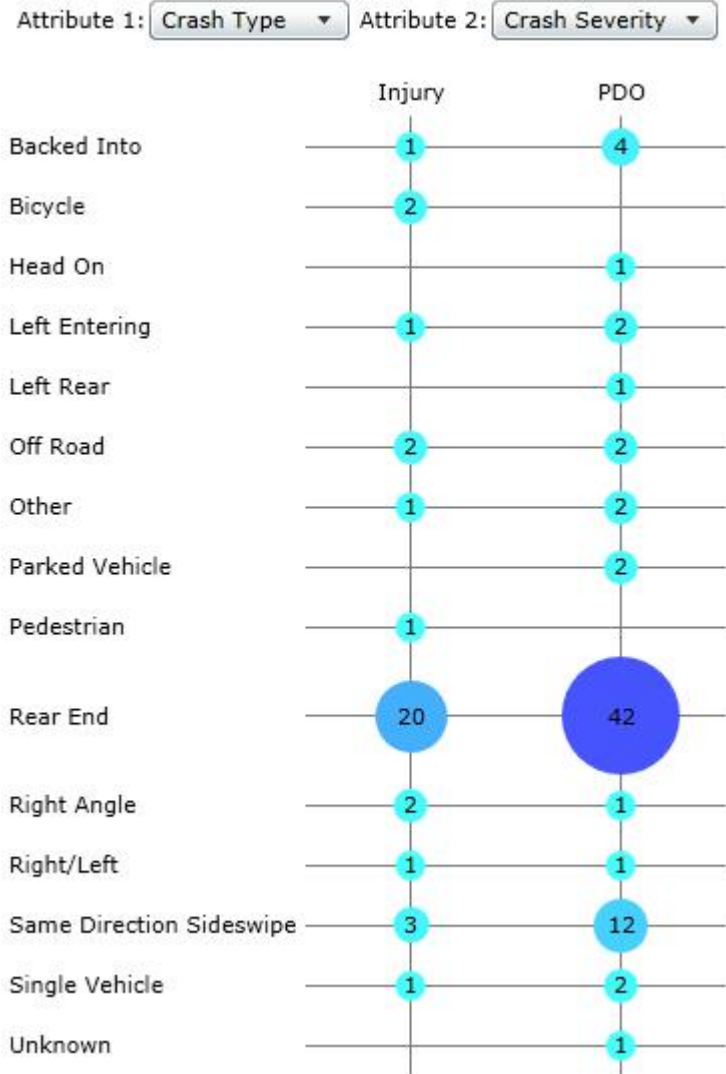 Attribute 1: Crash Type Attribute 2: Crash Severity
Injury PDO
Backed Into 1 4
Bicycle 2
Head On 1
Left Entering 1 2
Left Rear 1
Off Road 2 2
Other 1 2
Parked Vehicle 2
Pedestrian 1
Rear End 20 42
Right Angle 2 1
Right/Left 1 1
Same Direction Sideswipe 3 12
Single Vehicle 1 2
Unknown 1